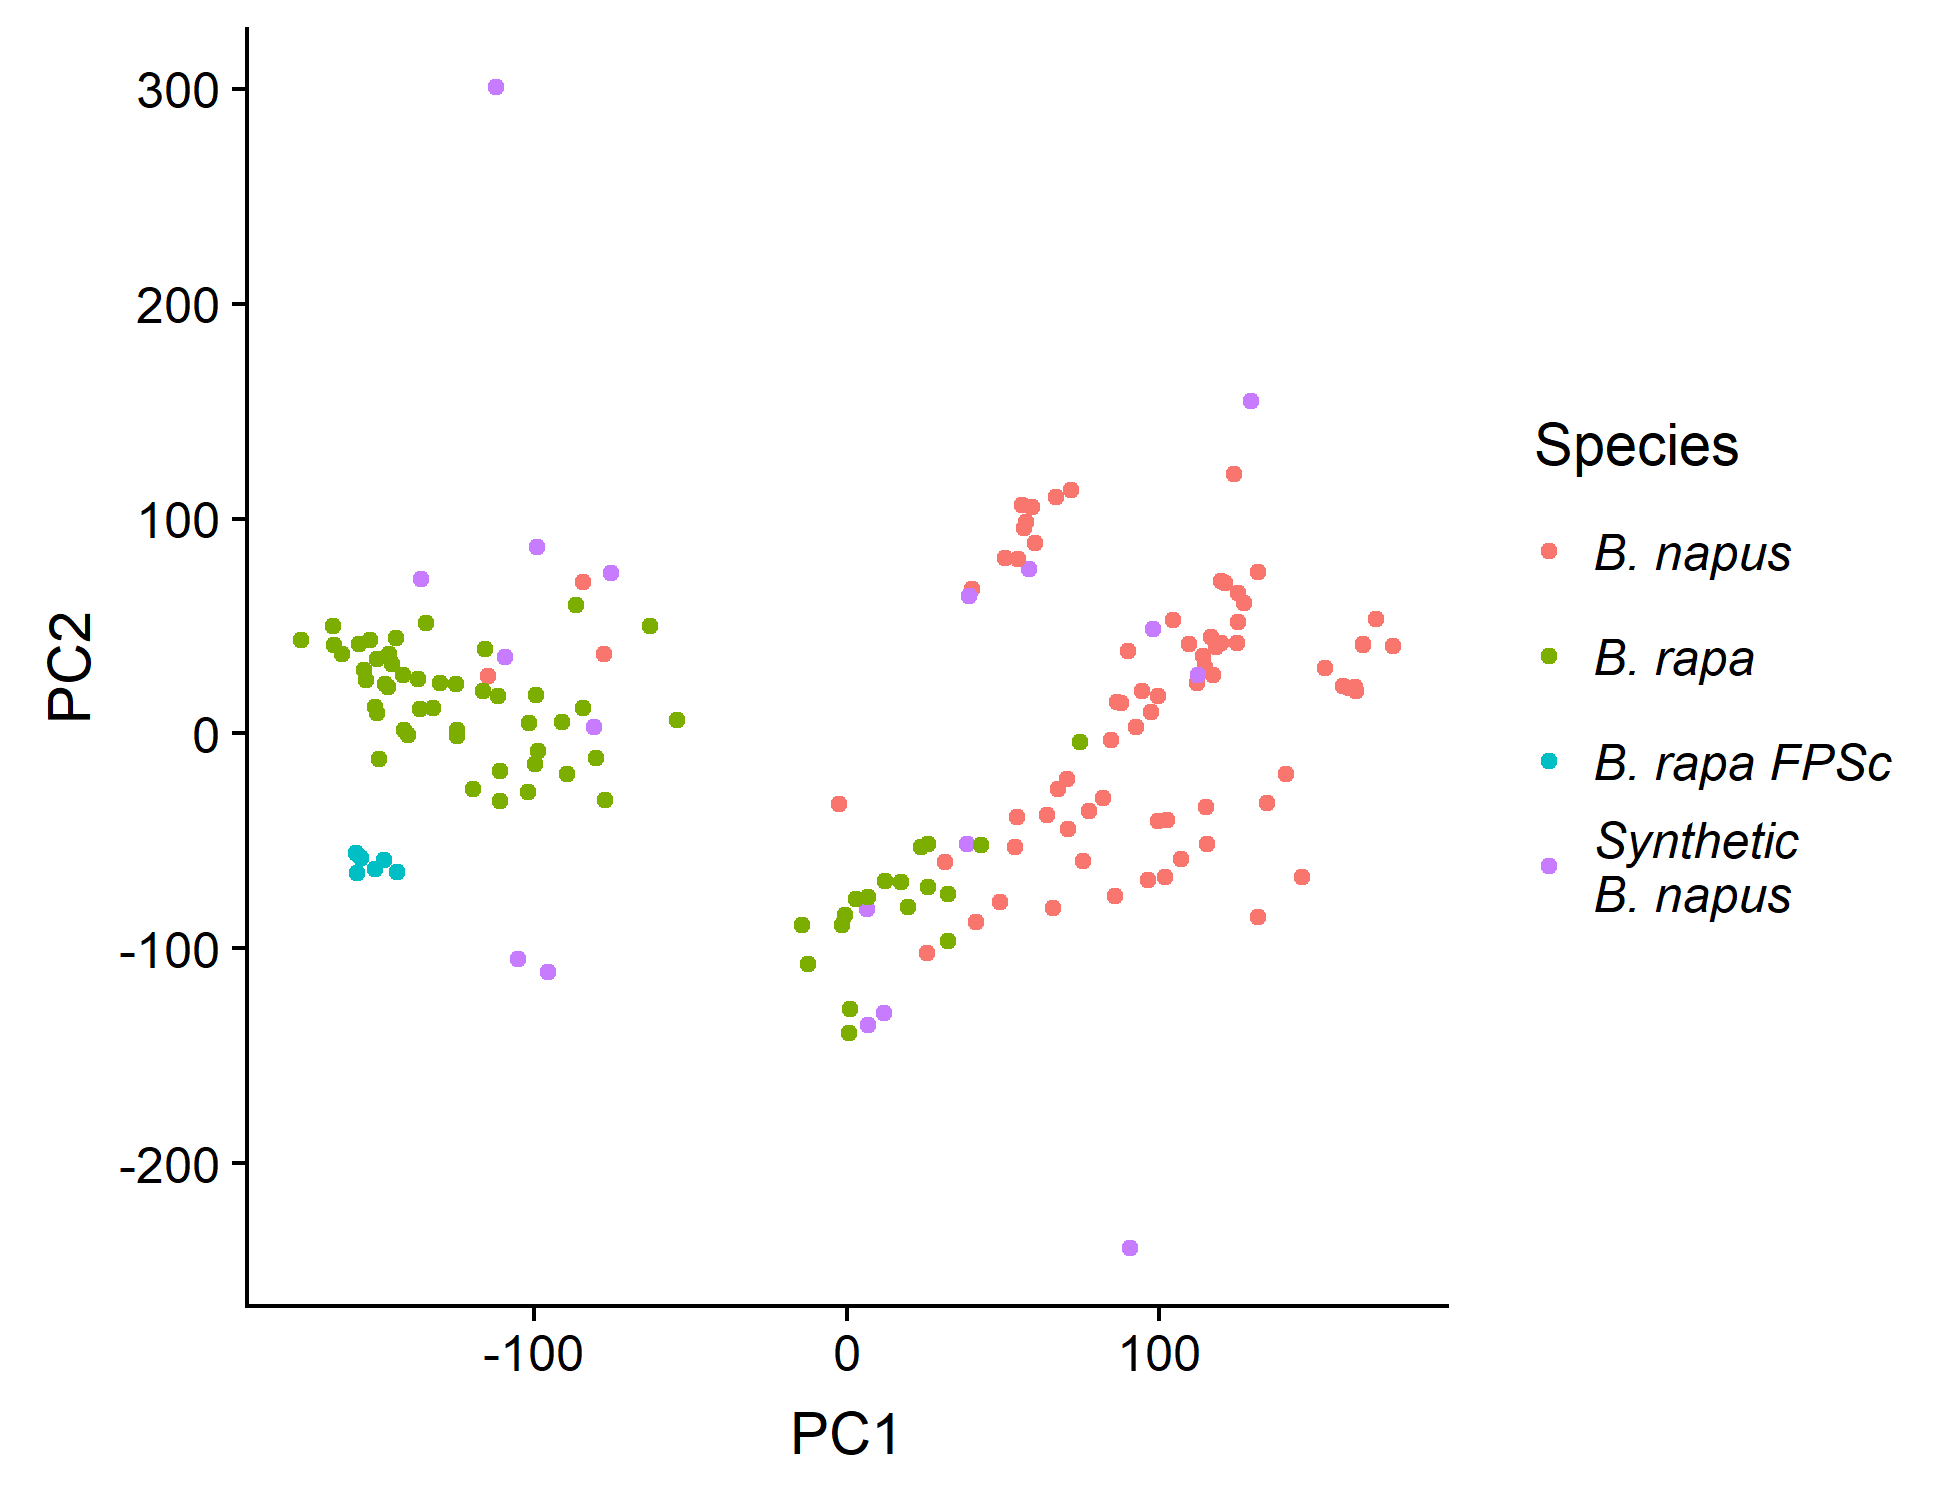 300
200
100
0
-100
-200
PC2
-100
0
100
PC1
Species
B. napus
B. rapa
B. rapa FPSc
Synthetic
B. napus